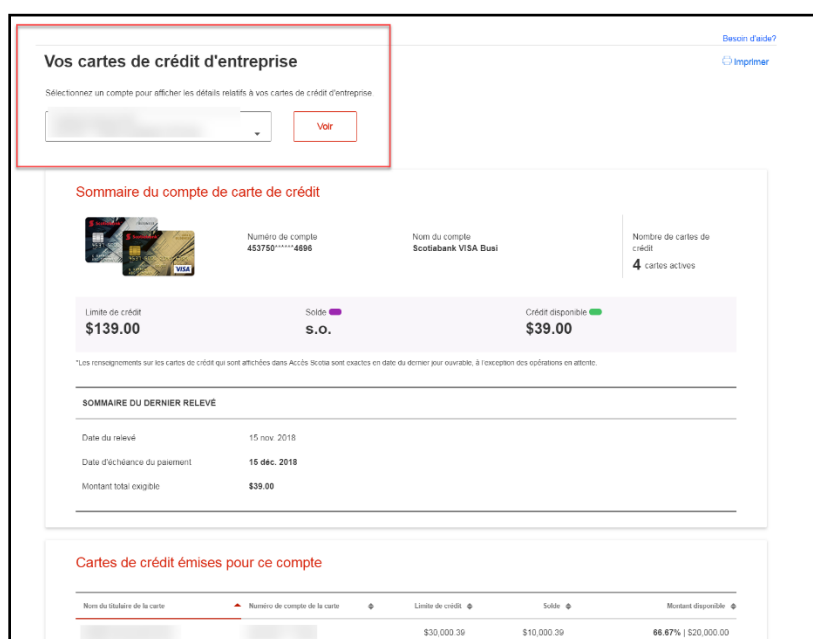 Besoin d'aide?
Vos cartes de crédit d'entreprise
Imprimer
Sélectionnez un compte pour afficher les détails relatifs à vos cartes de crédit d'entreprise.
Voir
Sommaire du compte de carte de crédit
Numéro de compte
453750******4696
Nom du compte
Scotiabank VISA Busi
Nombre de cartes de
crédit
4 cartes actives
VISA
Limite de crédit
$139.00
Solde
s.o.
Crédit disponible
$39.00
*Les renseignements sur les cartes de crédit qui sont affichées dans Accès Scotia sont exactes en date du dernier jour ouvrable, à l'exception des opérations en attente.
SOMMAIRE DU DERNIER RELEVÉ
Date du relevé 15 nov. 2018
Date d'échéance du paiement 15 déc. 2018
Montant total exigible $39.00
Cartes de crédit émises pour ce compte
Nom du titulaire de la carte Numéro de compte de la carte Limite de crédit Solde Montant disponible
$30,000.39 $10,000.39 66.67% | $20,000.00